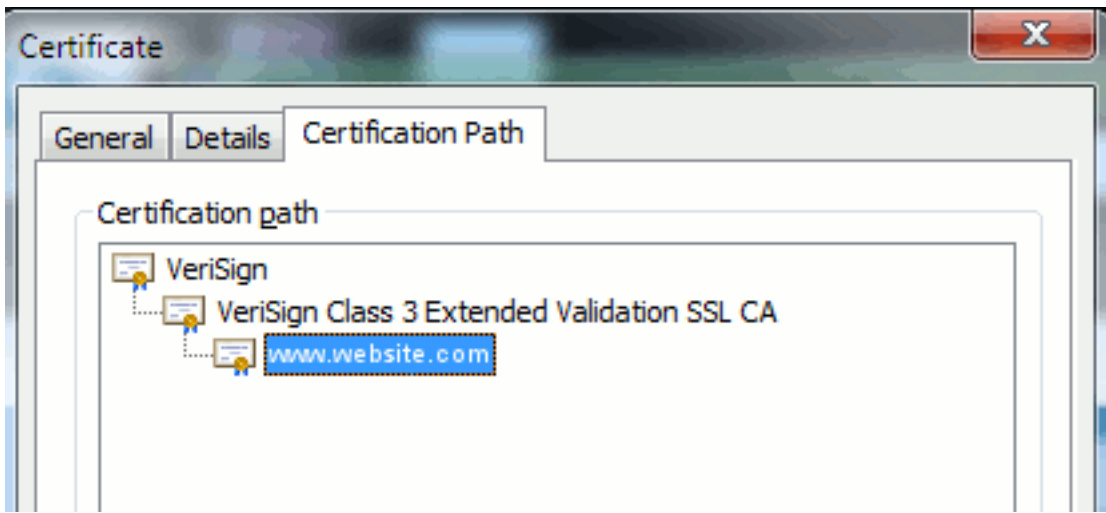 Certificate
General Details Certification Path
Certification path
VeriSign
VeriSign Class 3 Extended Validation SSL CA
www.website.com